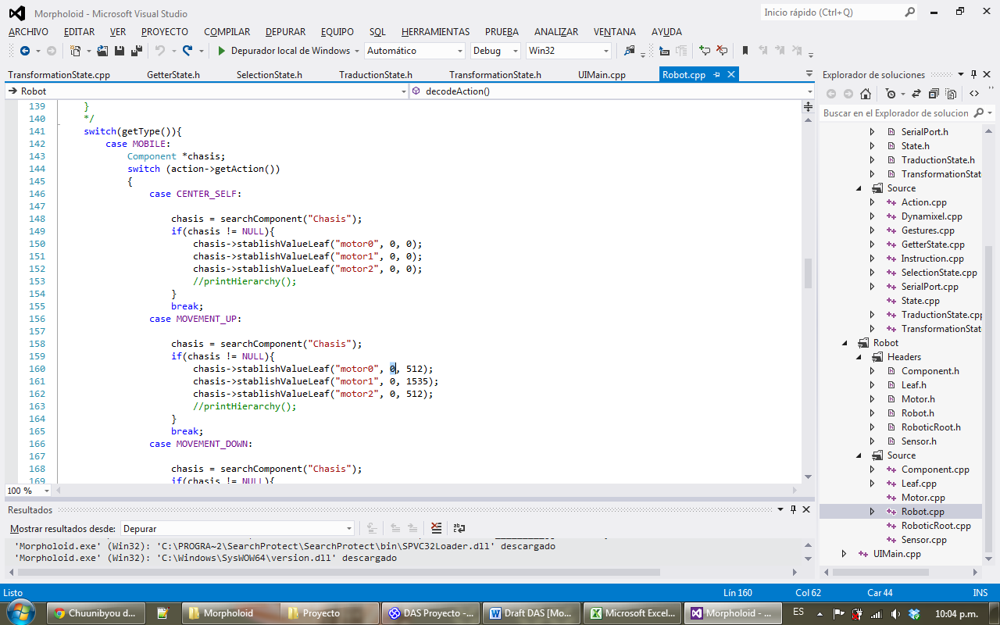 Morpholoid - Microsoft Visual Studio
Inicio rápido (Ctrl+Q)
ARCHIVO EDITAR VER PROYECTO COMPILAR DEPURAR EQUIPO SQL HERRAMIENTAS PRUEBA ANALIZAR VENTANA AYUDA
Depurador local de Windows Automático Debug Win32
TransformationState.cpp GetterState.h SelectionState.h TraductionState.h TransformationState.h UIMain.cpp Robot.cpp
Robot decodeAction()
139 }
140 */
141 switch(getType()){
142 case MOBILE:
143 Component *chasis;
144 switch (action->getAction())
145 {
146 case CENTER_SELF:
147
148 chasis = searchComponent("Chasis");
149 if(chasis != NULL){
150 chasis->stablishValueLeaf("motor0", 0, 0);
151 chasis->stablishValueLeaf("motor1", 0, 0);
152 chasis->stablishValueLeaf("motor2", 0, 0);
153 //printHierarchy();
154 }
155 break;
156 case MOVEMENT_UP:
157
158 chasis = searchComponent("Chasis");
159 if(chasis != NULL){
160 chasis->stablishValueLeaf("motor0", 0, 512);
161 chasis->stablishValueLeaf("motor1", 0, 1535);
162 chasis->stablishValueLeaf("motor2", 0, 512);
163 //printHierarchy();
164 }
165 break;
166 case MOVEMENT_DOWN:
167
168 chasis = searchComponent("Chasis");
169 if(chasis != NULL){
100 %
Explorador de soluciones
Buscar en el Explorador de solucion
SerialPort.h
State.h
TraductionState.h
TransformationStat
Source
Action.cpp
Dynamixel.cpp
Gestures.cpp
GetterState.cpp
Instruction.cpp
SelectionState.cpp
SerialPort.cpp
State.cpp
TraductionState.cpp
TransformationStat
Robot
Headers
Component.h
Leaf.h
Motor.h
Robot.h
RoboticRoot.h
Sensor.h
Source
Component.cpp
Leaf.cpp
Motor.cpp
Robot.cpp
RoboticRoot.cpp
Sensor.cpp
UIMain.cpp
Resultados
Mostrar resultados desde: Depurar
'Morpholoid.exe' (Win32): 'C:\PROGRA~2\SearchProtect\SearchProtect\bin\SPVC32Loader.dll' descargado
'Morpholoid.exe' (Win32): 'C:\Windows\SysWOW64\version.dll' descargado
Listo Lín 160 Col 62 Car 44 INS
Chuunibyou d... Morpholoid Proyecto DAS Proyecto -... Draft DAS [Mo... Microsoft Excel... Morpholoid - ... ES 10:04 p.m.